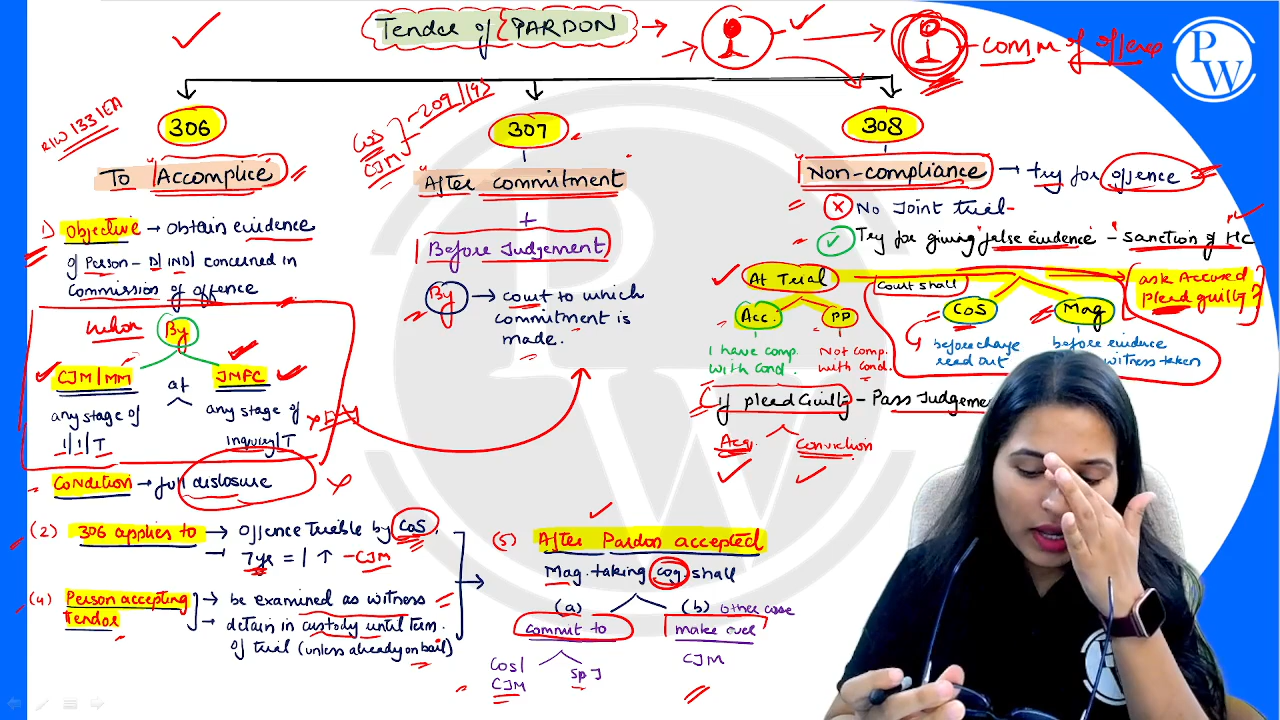 Tender of PARDON
comm of offence
PW
306
R/W 133 IEA
To Accomplice
1) Objective → obtain evidence
of Person - D/IND concerned in
Commission of offence
By
CJM/MM
at
JMFC
any stage of
I/I/T
any stage of
inquiry/T
Condition → full disclosure
(2) 306 applies to → offence triable by COS
→ 7yr = / ↑ - CJM
(4) Person accepting
tender
→ be examined as witness
→ detain in custody until term.
of trial (unless already on bail)
COS
CJM
209/193
307
After commitment
+
Before Judgement
By → court to which
commitment is
made.
(5) After Pardon accepted
Mag. taking cog. shall
(a)
commit to
COS/
CJM
Sp J
(b) other case
make over
CJM
308
Non-compliance → try for offence
No Joint trial
Try for giving false evidence - sanction of HC
At Trial
Acc.
PP
I have comp.
with cond.
Not comp.
with cond.
Court shall
COS
Mag
before charge
read out
before evidence
witness taken
ask Accused
plead guilty?
if plead Guilty - Pass Judgeme
Acq.
Conviction